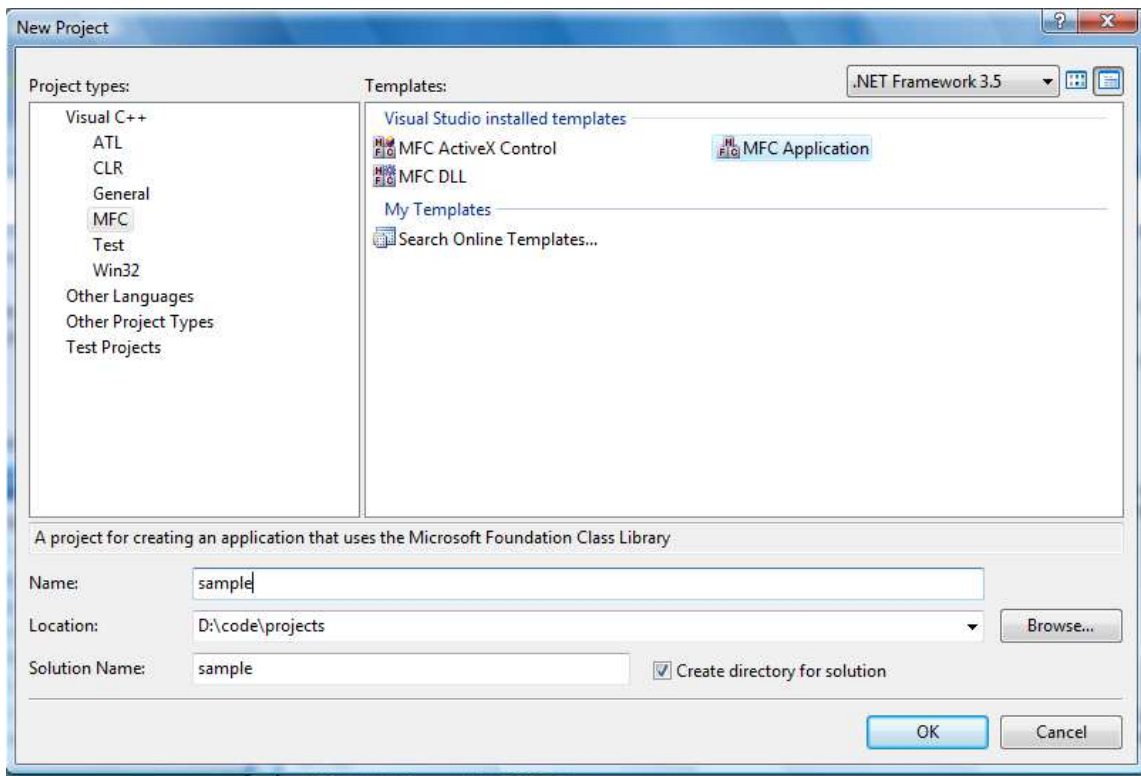 New Project
Project types:
Templates:
.NET Framework 3.5
Visual C++
ATL
CLR
General
MFC
Test
Win32
Other Languages
Other Project Types
Test Projects
Visual Studio installed templates
MFC ActiveX Control
MFC Application
MFC DLL
My Templates
Search Online Templates...
A project for creating an application that uses the Microsoft Foundation Class Library
Name:
sample
Location:
D:\code\projects
Browse...
Solution Name:
sample
Create directory for solution
OK
Cancel